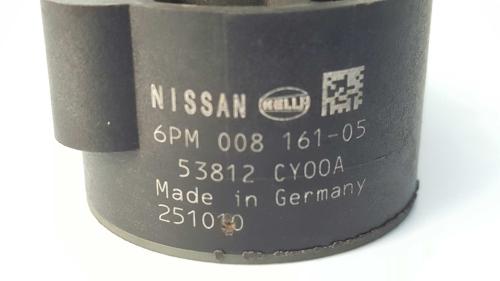 NISSAN HELLA
6PM 008 161-05
53812 CY00A
Made in Germany
251010